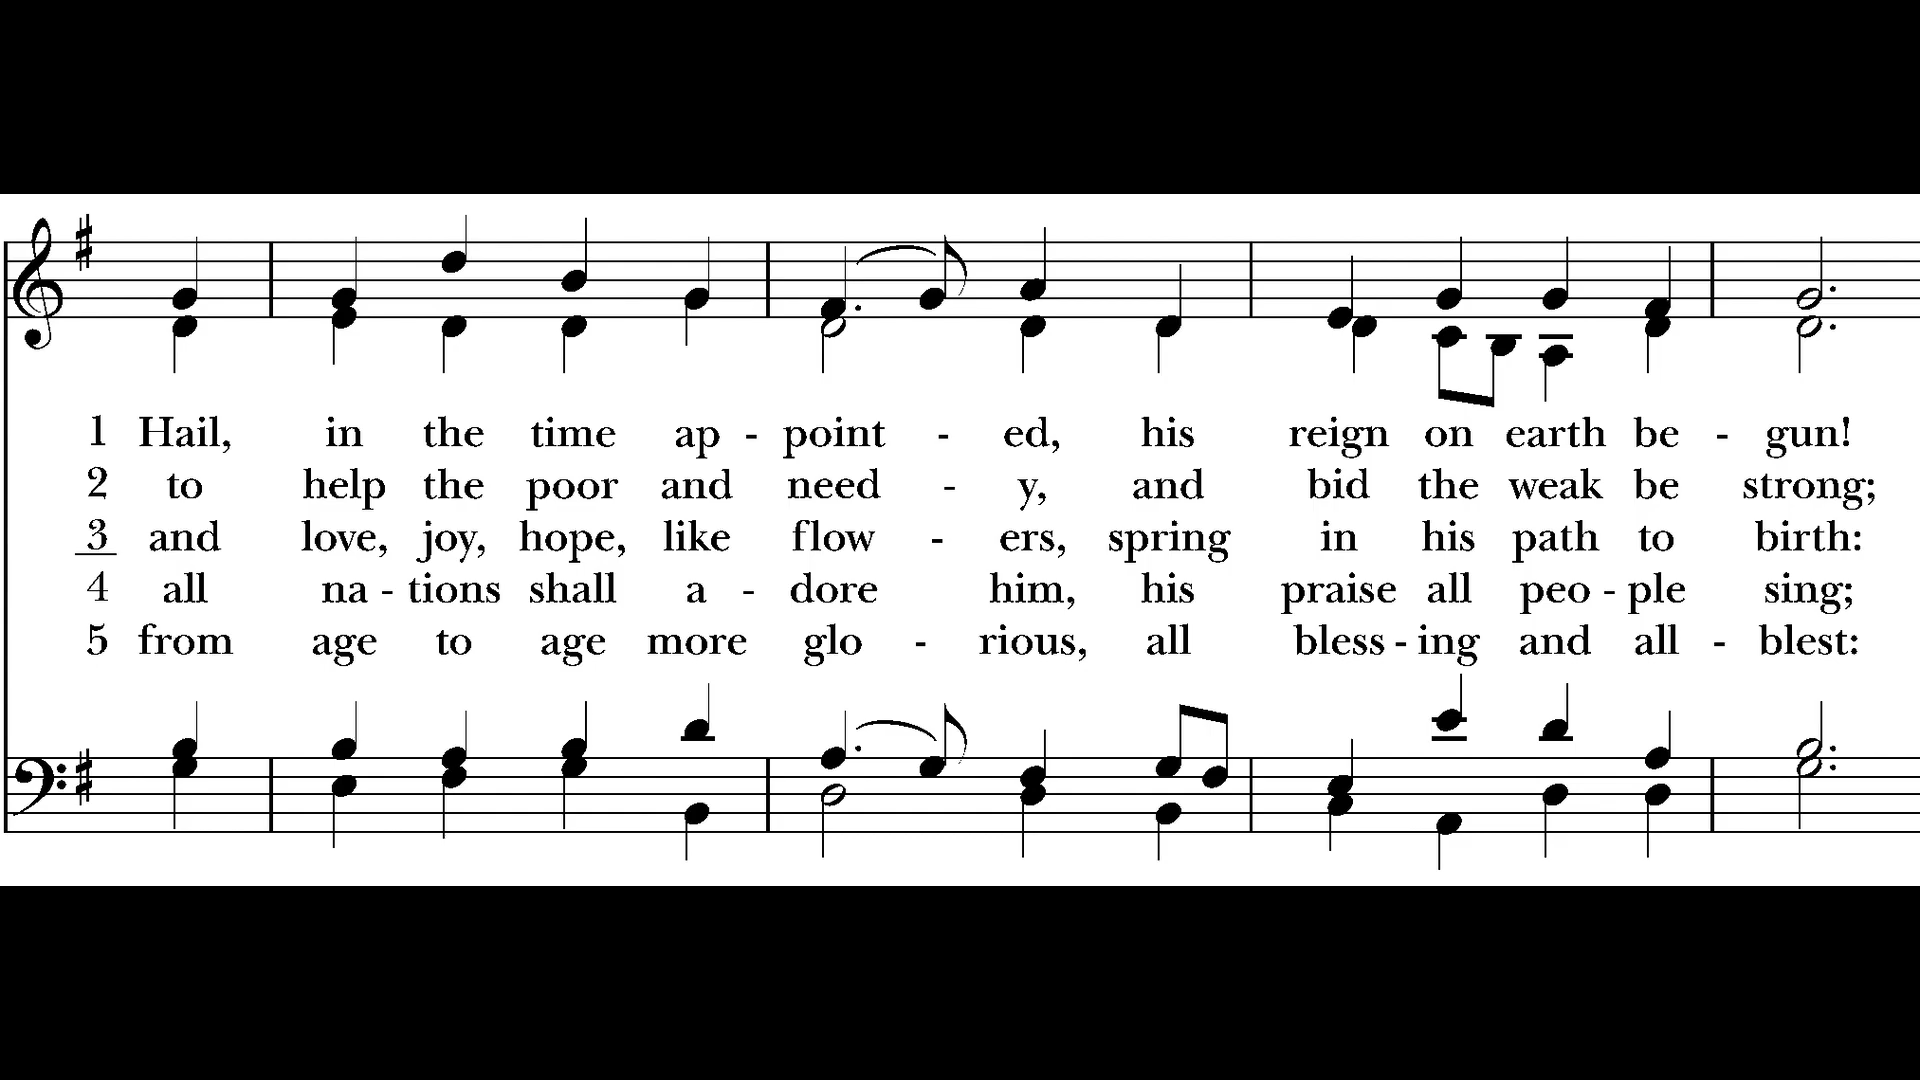 1 Hail, in the time ap - point - ed, his reign on earth be - gun!
2 to help the poor and need - y, and bid the weak be strong;
3 and love, joy, hope, like flow - ers, spring in his path to birth:
4 all na - tions shall a - dore him, his praise all peo - ple sing;
5 from age to age more glo - rious, all bless - ing and all - blest: